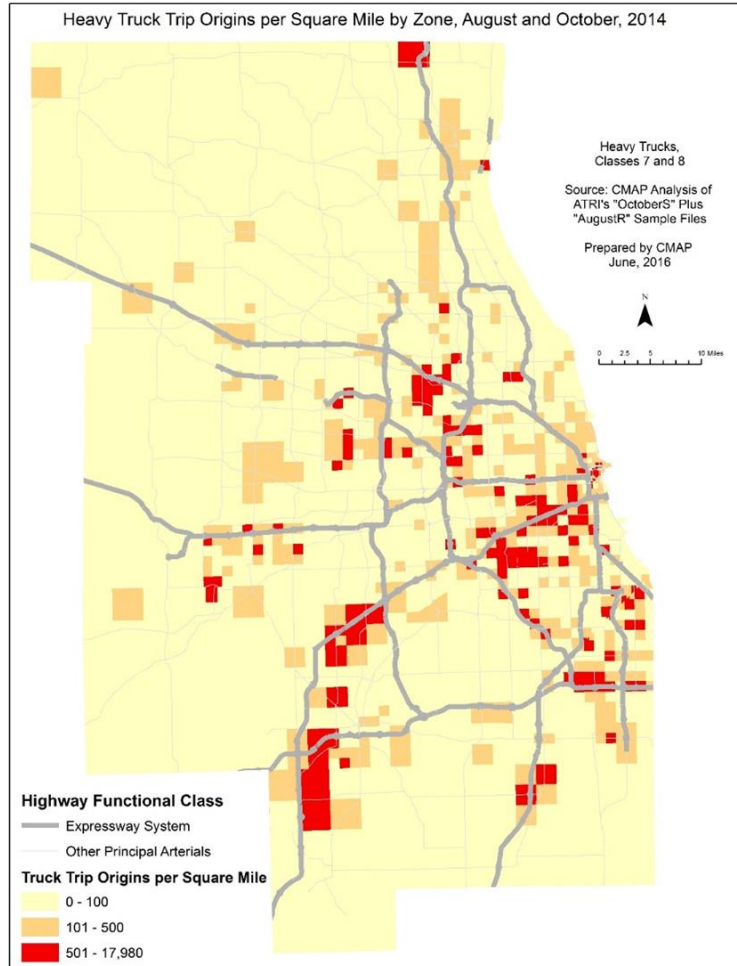 Heavy Truck Trip Origins per Square Mile by Zone, August and October, 2014
Heavy Trucks,
Classes 7 and 8
Source: CMAP Analysis of
ATRI's "OctoberS" Plus
"AugustR" Sample Files
Prepared by CMAP
June, 2016
N
0 2.5 5 10 Miles
Highway Functional Class
Expressway System
Other Principal Arterials
Truck Trip Origins per Square Mile
0 - 100
101 - 500
501 - 17,980